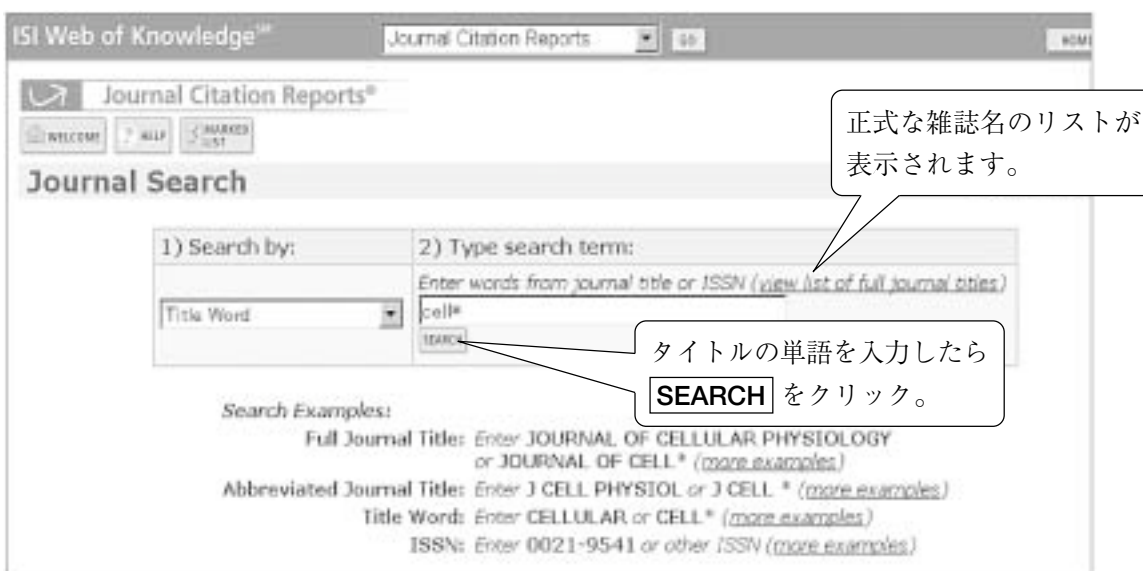 ISI Web of Knowledge℠
Journal Citation Reports
GO
HOME
Journal Citation Reports®
WELCOME
? HELP
MARKED LIST
正式な雑誌名のリストが
表示されます。
Journal Search
1) Search by:
2) Type search term:
Enter words from journal title or ISSN (view list of full journal titles)
Title Word
cell*
SEARCH
タイトルの単語を入力したら
SEARCH をクリック。
Search Examples:
Full Journal Title: Enter JOURNAL OF CELLULAR PHYSIOLOGY
or JOURNAL OF CELL* (more examples)
Abbreviated Journal Title: Enter J CELL PHYSIOL or J CELL * (more examples)
Title Word: Enter CELLULAR or CELL* (more examples)
ISSN: Enter 0021-9541 or other ISSN (more examples)